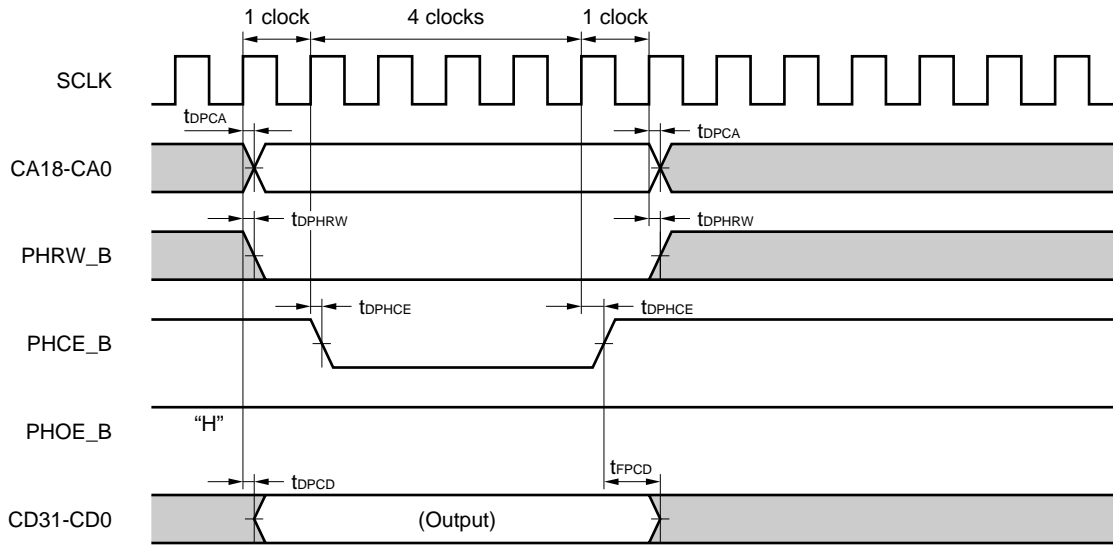 1 clock 4 clocks 1 clock
SCLK
tDPCA tDPCA
CA18-CA0
tDPHRW tDPHRW
PHRW_B
tDPHCE tDPHCE
PHCE_B
“H”
PHOE_B
tDPCD tFPCD
CD31-CD0 (Output)